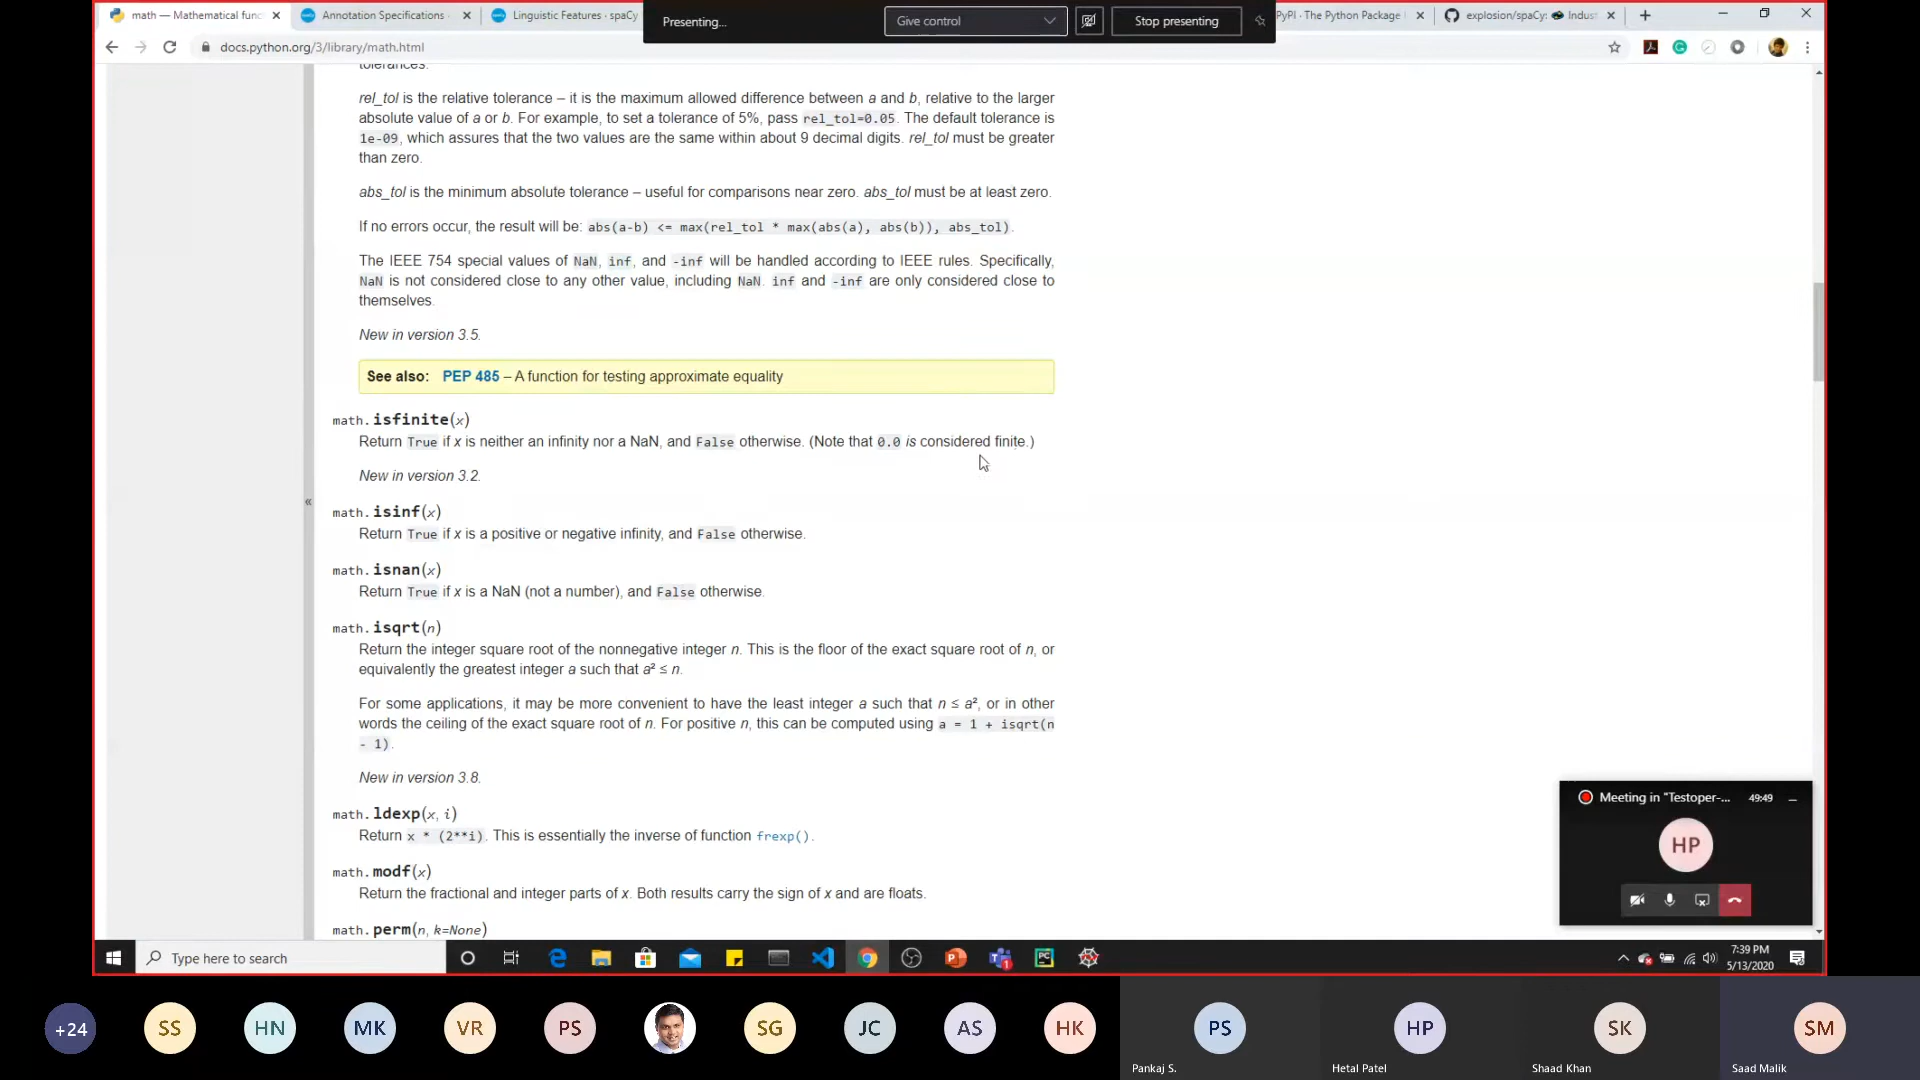 math — Mathematical func
Annotation Specifications
Linguistic Features · spaCy
Presenting...
Give control
Stop presenting
PyPI · The Python Package
explosion/spaCy:
Indust
docs.python.org/3/library/math.html
tolerances.
rel_tol is the relative tolerance – it is the maximum allowed difference between a and b, relative to the larger
absolute value of a or b. For example, to set a tolerance of 5%, pass rel_tol=0.05. The default tolerance is
1e-09, which assures that the two values are the same within about 9 decimal digits. rel_tol must be greater
than zero.
abs_tol is the minimum absolute tolerance – useful for comparisons near zero. abs_tol must be at least zero.
If no errors occur, the result will be: abs(a-b) <= max(rel_tol * max(abs(a), abs(b)), abs_tol).
The IEEE 754 special values of NaN, inf, and -inf will be handled according to IEEE rules. Specifically,
NaN is not considered close to any other value, including NaN. inf and -inf are only considered close to
themselves.
New in version 3.5.
See also: PEP 485 – A function for testing approximate equality
math.isfinite(x)
Return True if x is neither an infinity nor a NaN, and False otherwise. (Note that 0.0 is considered finite.)
New in version 3.2.
«
math.isinf(x)
Return True if x is a positive or negative infinity, and False otherwise.
math.isnan(x)
Return True if x is a NaN (not a number), and False otherwise.
math.isqrt(n)
Return the integer square root of the nonnegative integer n. This is the floor of the exact square root of n, or
equivalently the greatest integer a such that a² ≤ n.
For some applications, it may be more convenient to have the least integer a such that n ≤ a², or in other
words the ceiling of the exact square root of n. For positive n, this can be computed using a = 1 + isqrt(n
- 1).
New in version 3.8.
math.ldexp(x, i)
Return x * (2**i). This is essentially the inverse of function frexp().
math.modf(x)
Return the fractional and integer parts of x. Both results carry the sign of x and are floats.
math.perm(n, k=None)
Meeting in "Testoper-...
49:49
HP
Type here to search
7:39 PM
5/13/2020
+24
SS
HN
MK
VR
PS
SG
JC
AS
HK
PS
HP
SK
SM
Pankaj S.
Hetal Patel
Shaad Khan
Saad Malik